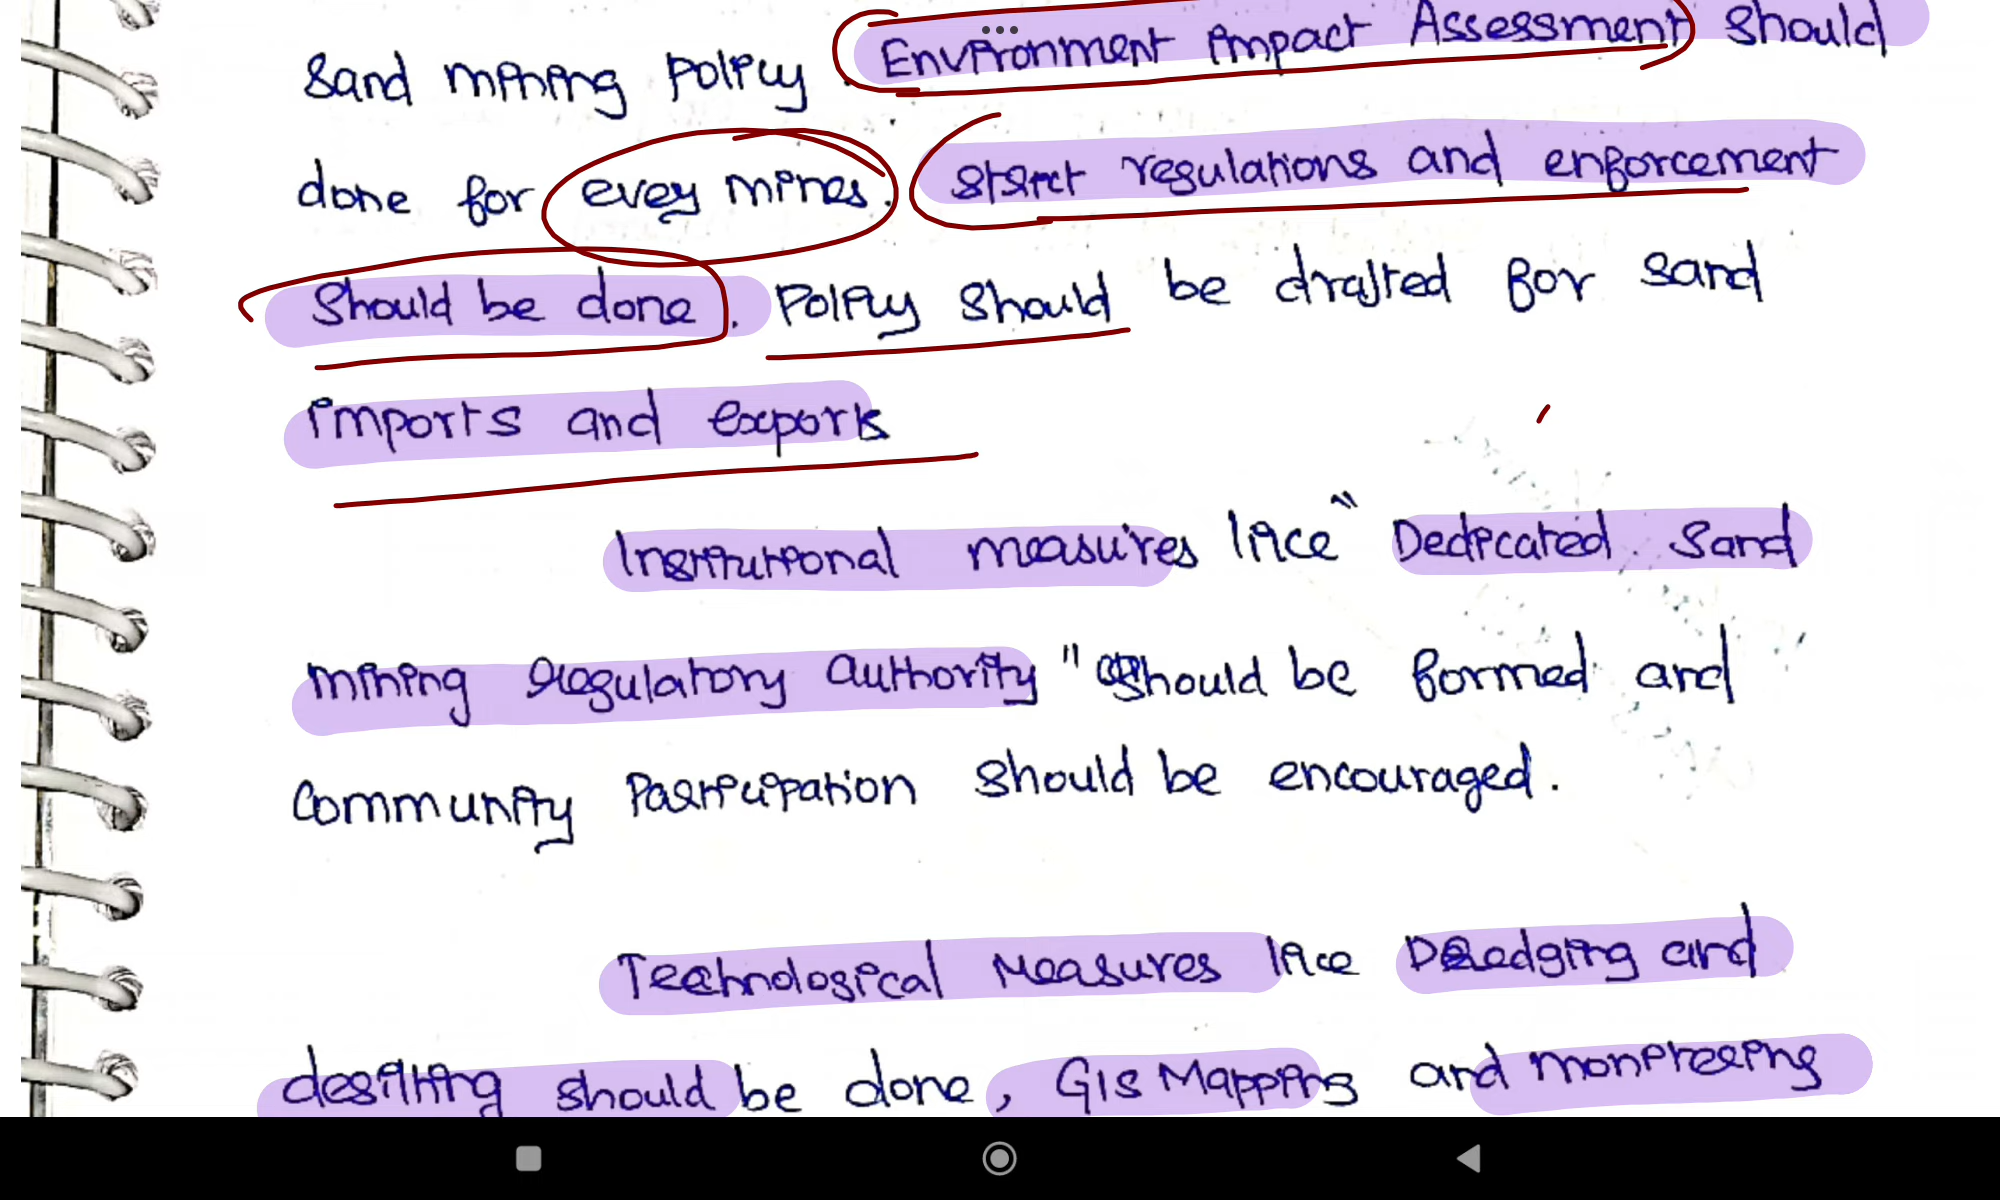 Sand mining policy. Environment impact Assessment should
done for evey mines. strict regulations and enforcement
should be done. Policy should be drafted for sand
imports and exports
Institutional measures like "Dedicated Sand
mining regulatory authority" should be formed and
community Participation should be encouraged.
Technological Measures like Dredging and
desilting should be done, GIS Mapping and monitoring